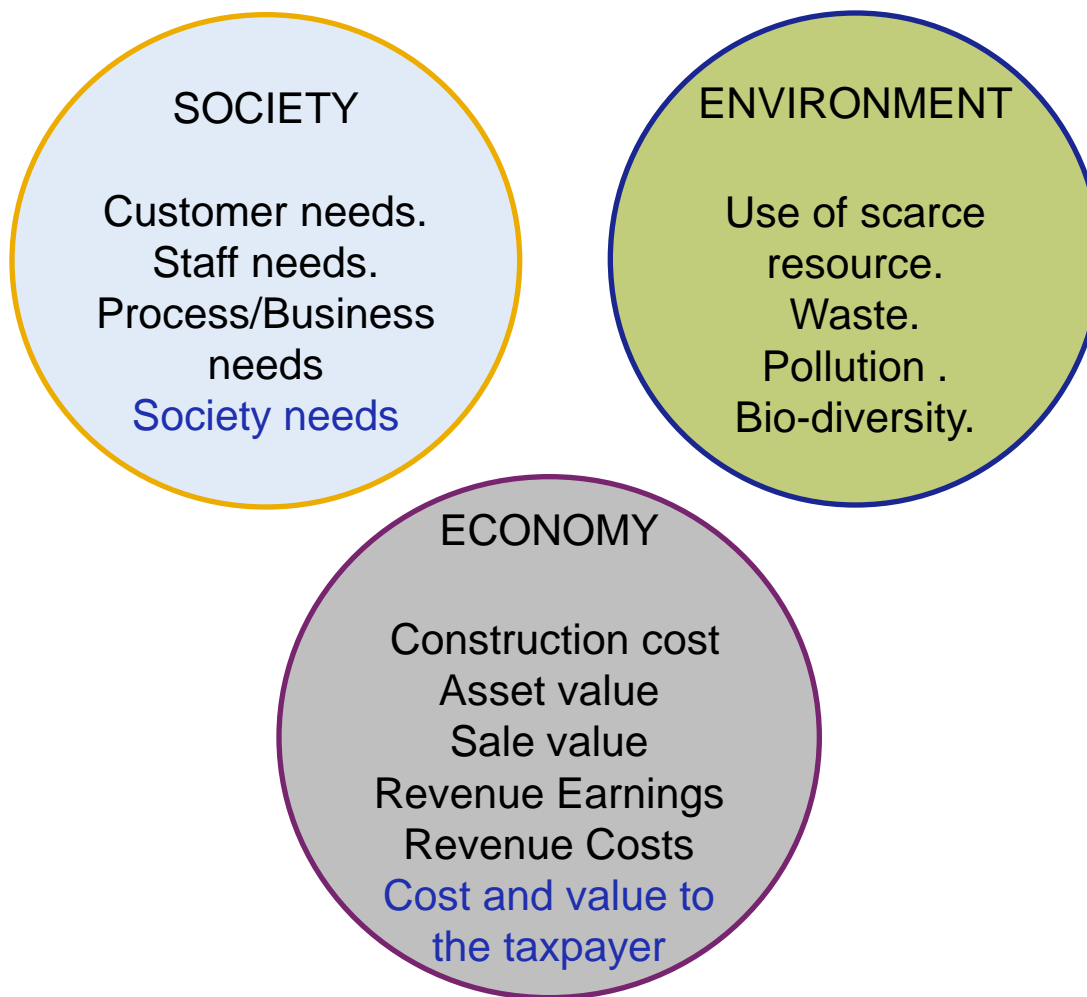 SOCIETY
Customer needs.
Staff needs.
Process/Business
needs
Society needs
ENVIRONMENT
Use of scarce
resource.
Waste.
Pollution .
Bio-diversity.
ECONOMY
Construction cost
Asset value
Sale value
Revenue Earnings
Revenue Costs
Cost and value to
the taxpayer